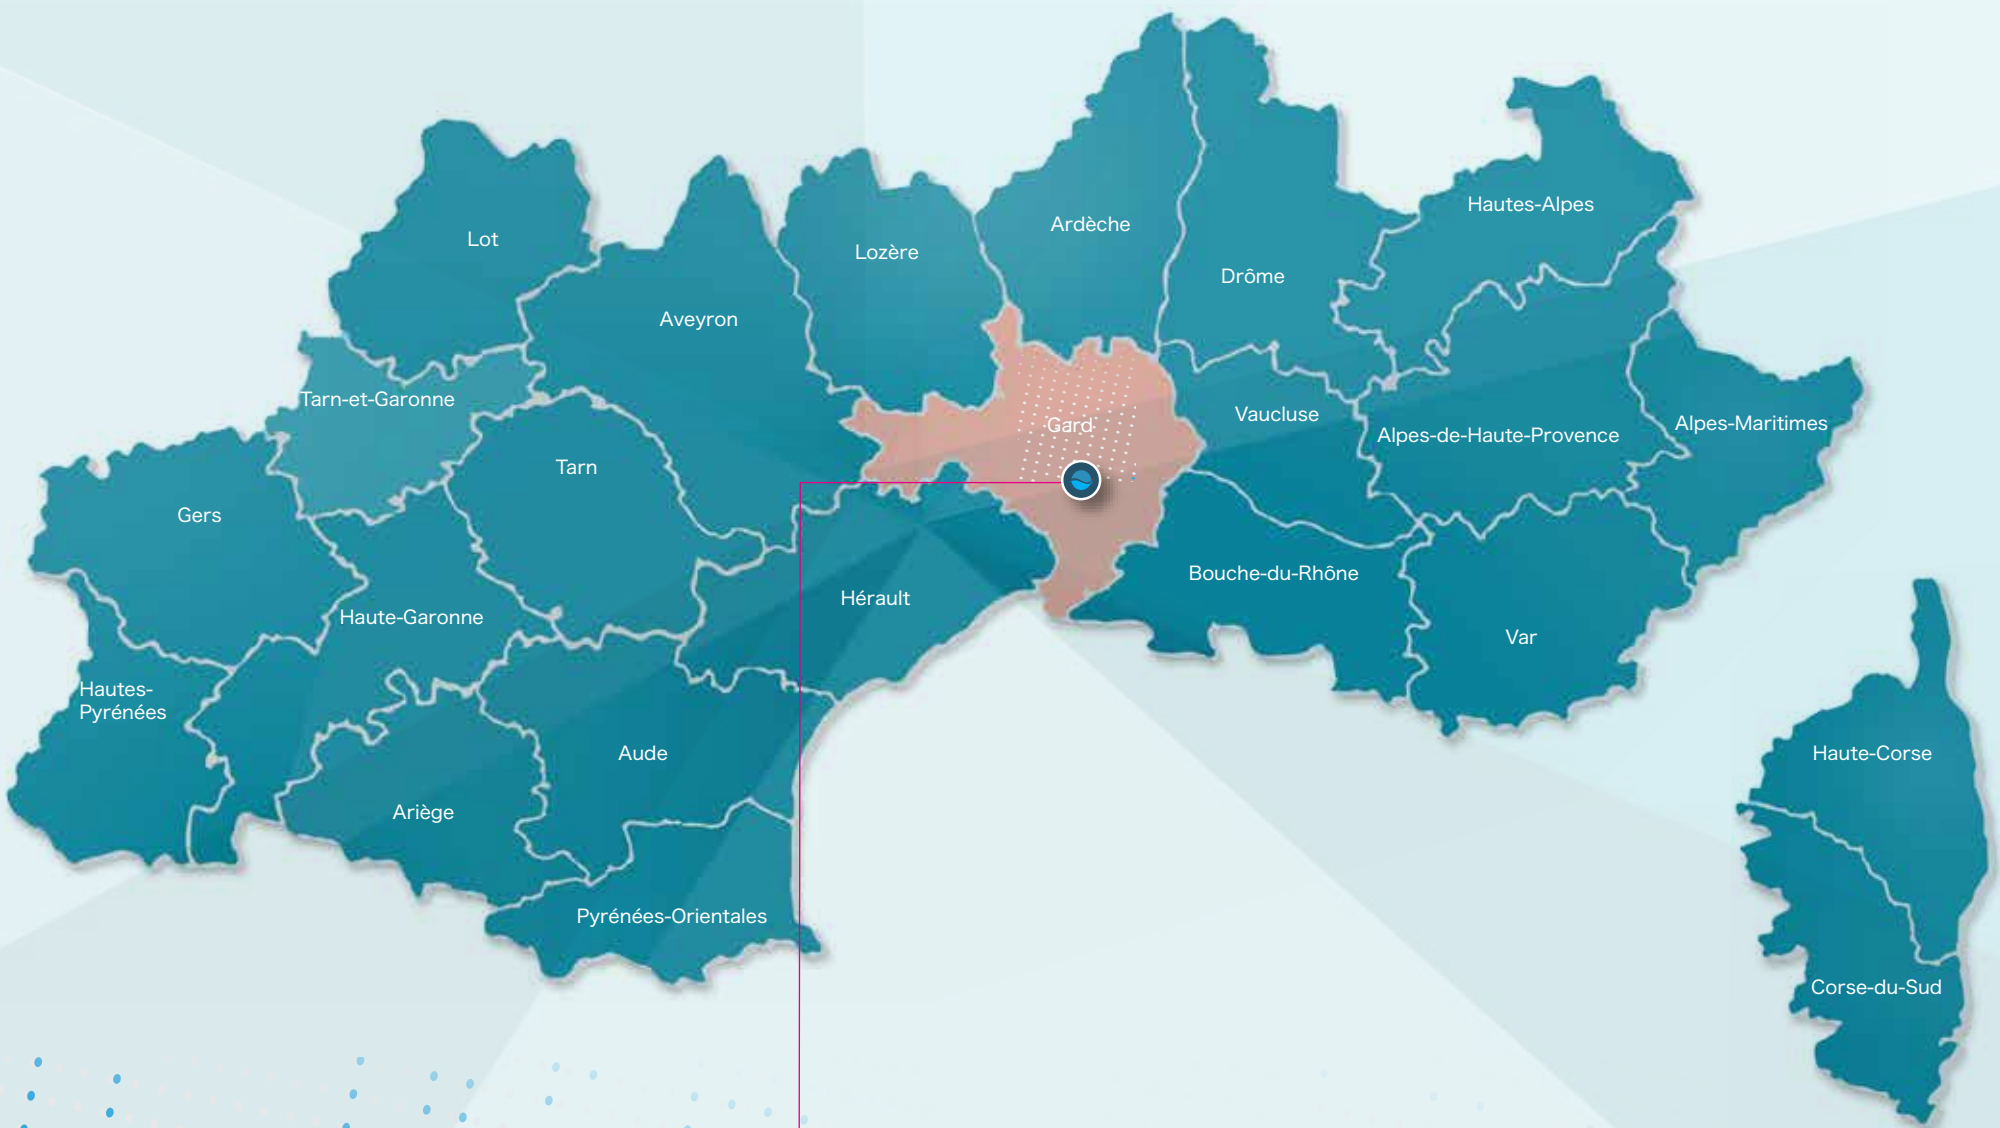 Hautes-Alpes
Ardèche
Lot
Lozère
Drôme
Aveyron
Tarn-et-Garonne
Vaucluse
Gard
Alpes-Maritimes
Alpes-de-Haute-Provence
Tarn
Gers
Bouche-du-Rhône
Hérault
Haute-Garonne
Var
Hautes-
Pyrénées
Aude
Haute-Corse
Ariège
Pyrénées-Orientales
Corse-du-Sud